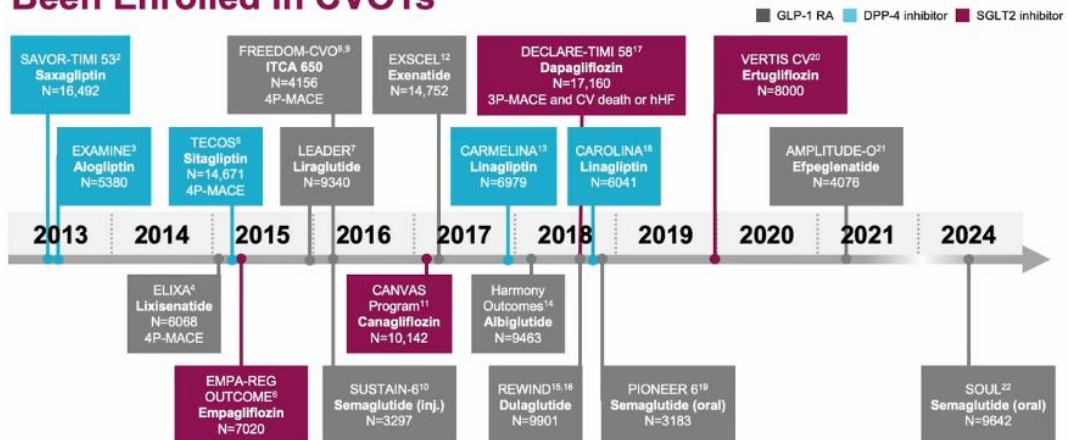 Been Enrolled in CVOTs
GLP-1 RA DPP-4 inhibitor SGLT2 inhibitor
SAVOR-TIMI 53²
Saxagliptin
N=16,492
FREEDOM-CVO⁸,⁹
ITCA 650
N=4156
4P-MACE
EXSCEL¹²
Exenatide
N=14,752
DECLARE-TIMI 58¹⁷
Dapagliflozin
N=17,160
3P-MACE and CV death or hHF
VERTIS CV²⁰
Ertugliflozin
N=8000
EXAMINE³
Alogliptin
N=5380
TECOS⁵
Sitagliptin
N=14,671
4P-MACE
LEADER⁷
Liraglutide
N=9340
CARMELINA¹³
Linagliptin
N=6979
CAROLINA¹⁸
Linagliptin
N=6041
AMPLITUDE-O²¹
Efpeglenatide
N=4076
2013 2014 2015 2016 2017 2018 2019 2020 2021 2024
ELIXA⁴
Lixisenatide
N=6068
4P-MACE
CANVAS
Program¹¹
Canagliflozin
N=10,142
Harmony
Outcomes¹⁴
Albiglutide
N=9463
EMPA-REG
OUTCOME⁶
Empagliflozin
N=7020
SUSTAIN-6¹⁰
Semaglutide (inj.)
N=3297
REWIND¹⁵,¹⁶
Dulaglutide
N=9901
PIONEER 6¹⁹
Semaglutide (oral)
N=3183
SOUL²²
Semaglutide (oral)
N=9642